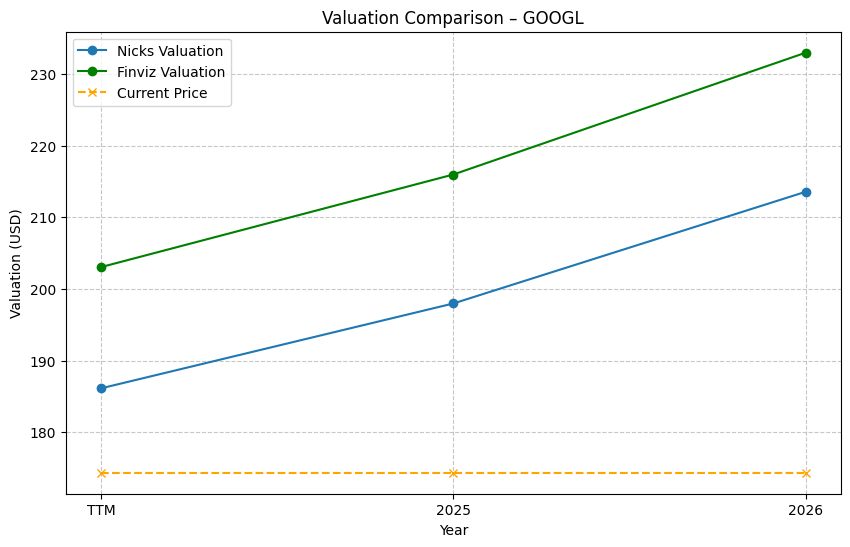 Valuation Comparison – GOOGL
Nicks Valuation
Finviz Valuation
Current Price
Valuation (USD)
230
220
210
200
190
180
TTM
2025
2026
Year